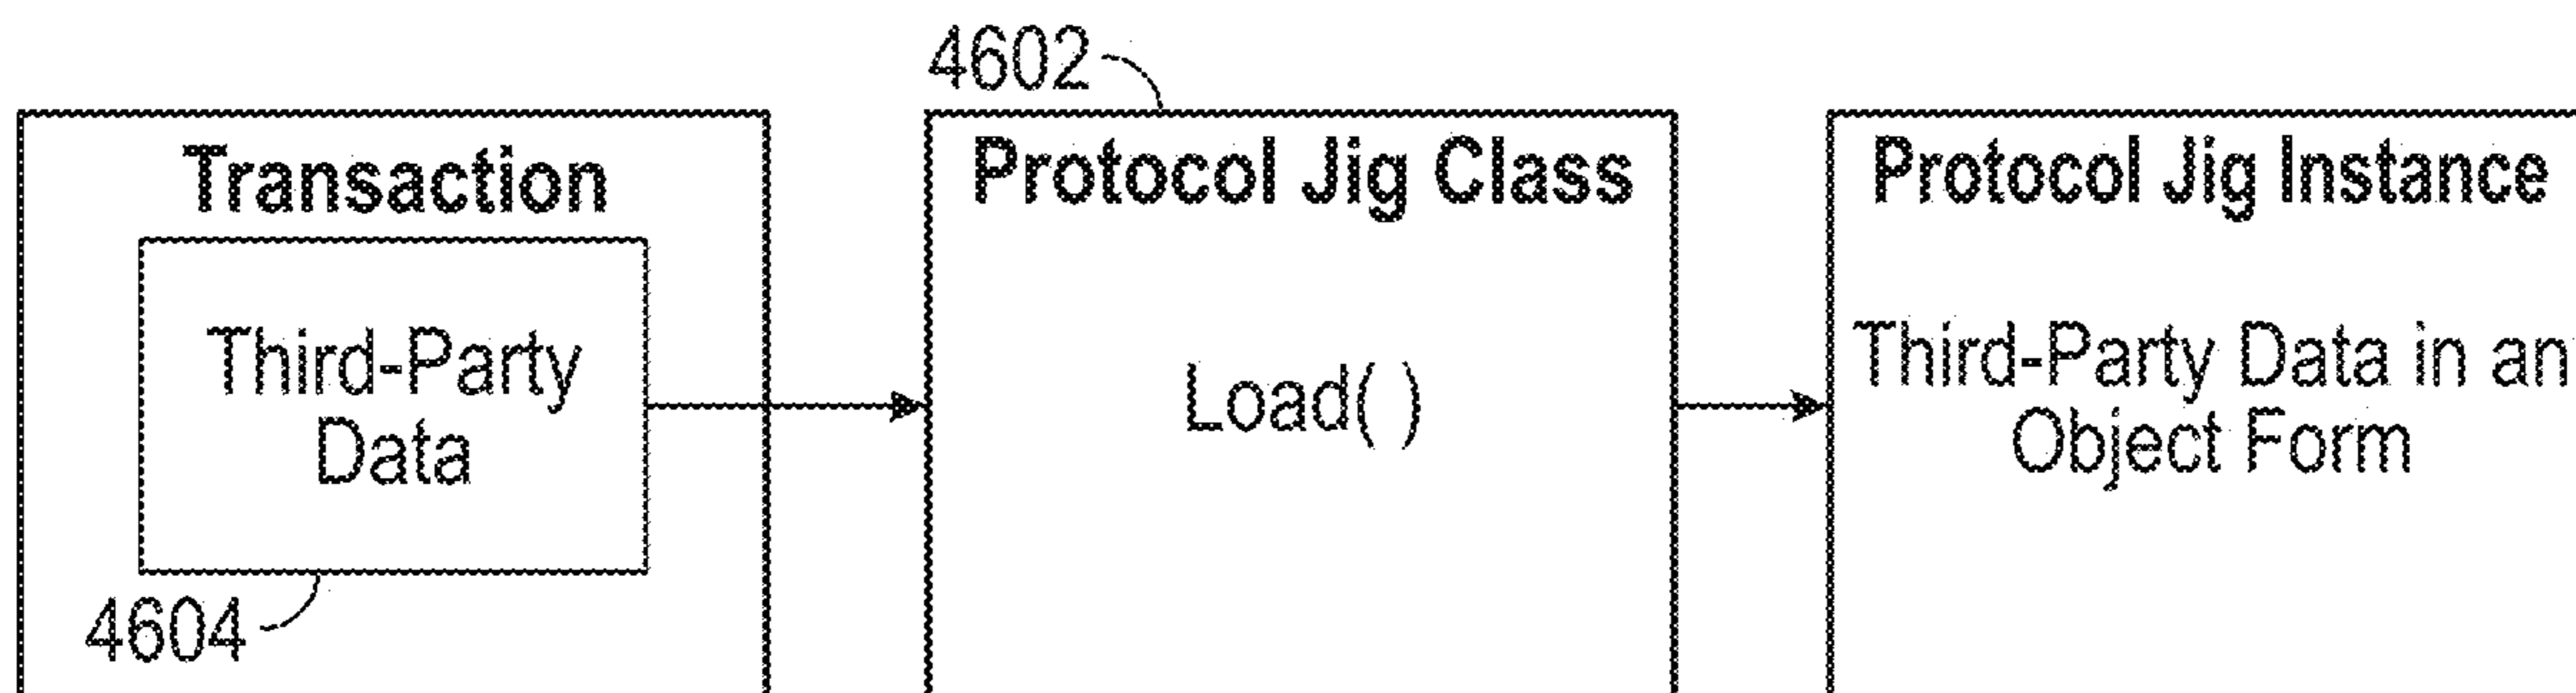 4602
Transaction
Third-Party
Data
4604
Protocol Jig Class
Load( )
Protocol Jig Instance
Third-Party Data in an
Object Form